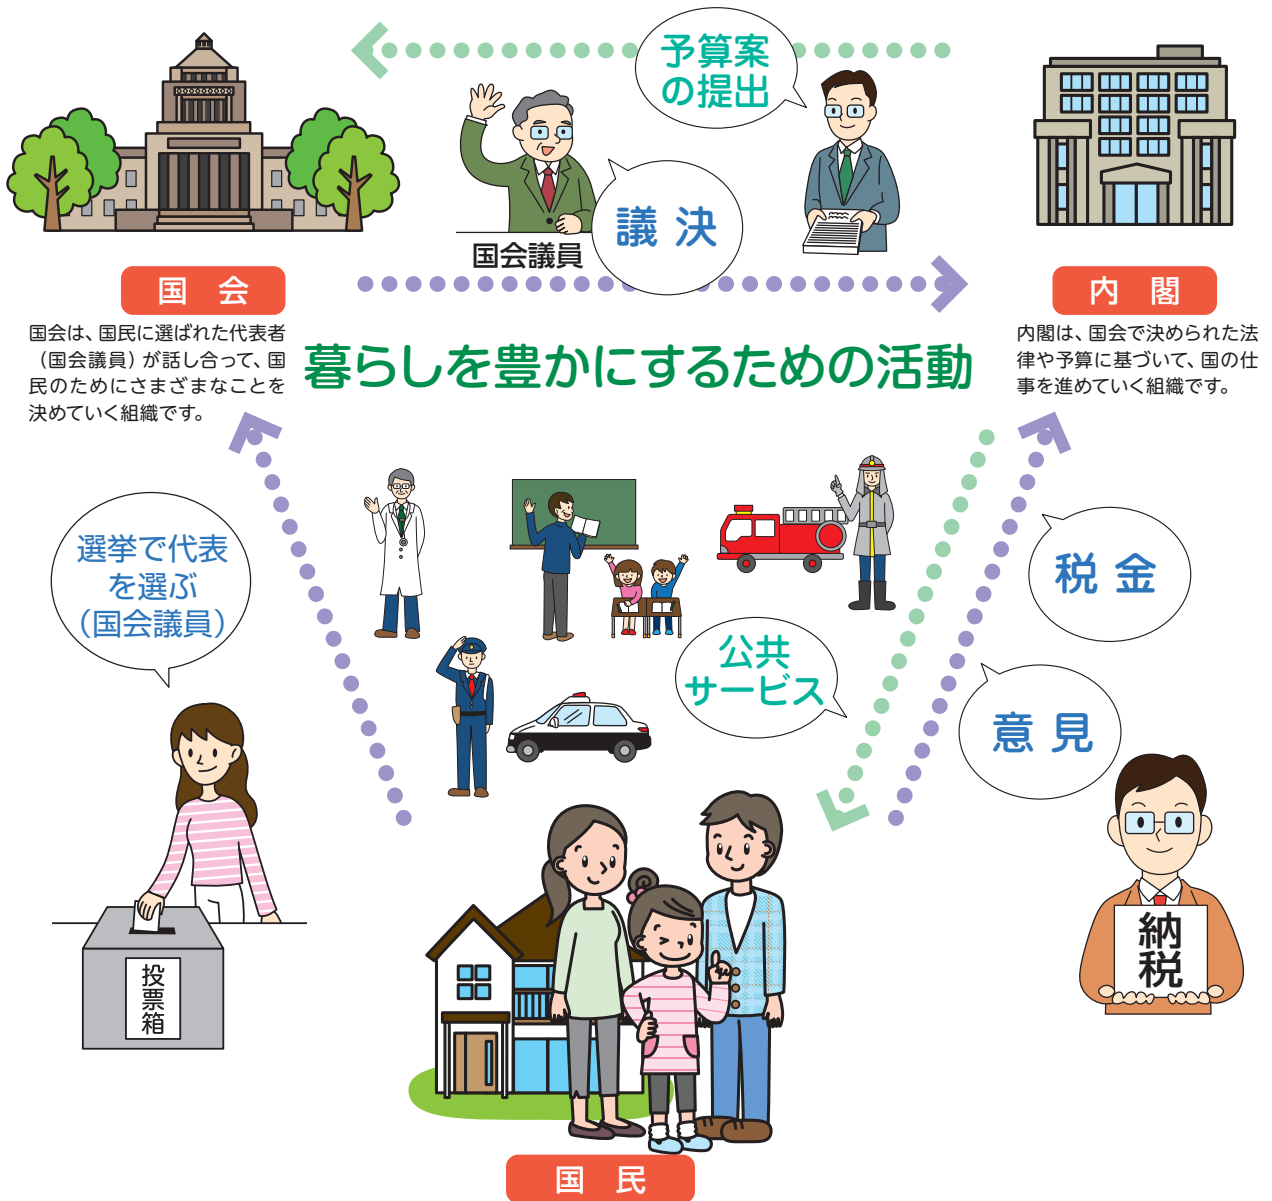 予算案
の提出
議決
国会議員
国会
内閣
国会は、国民に選ばれた代表者
（国会議員）が話し合って、国
民のためにさまざまなことを
決めていく組織です。
暮らしを豊かにするための活動
内閣は、国会で決められた法
律や予算に基づいて、国の仕
事を進めていく組織です。
選挙で代表
を選ぶ
（国会議員）
税金
公共
サービス
意見
投票箱
納税
国民